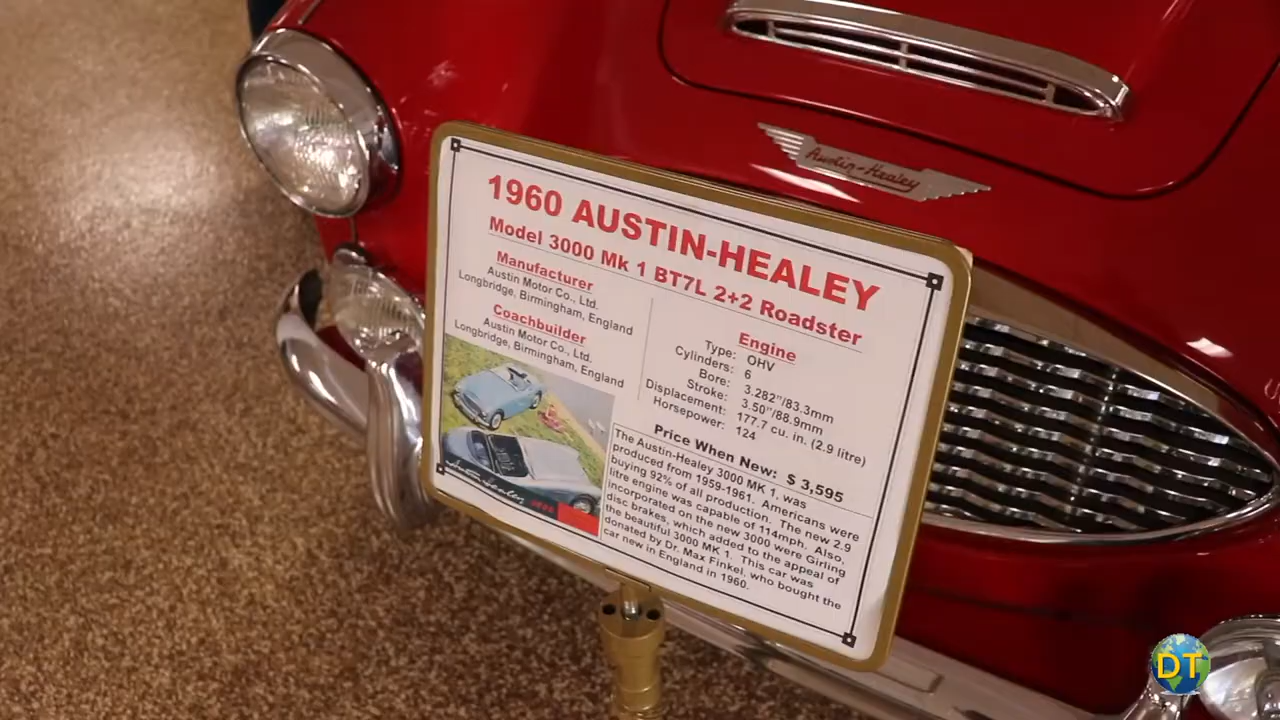 Austin-Healey
1960 AUSTIN-HEALEY
Model 3000 Mk 1 BT7L 2+2 Roadster
Manufacturer
Austin Motor Co., Ltd.
Longbridge, Birmingham, England
Coachbuilder
Austin Motor Co., Ltd.
Longbridge, Birmingham, England
Engine
Type: OHV
Cylinders: 6
Bore: 3.282"/83.3mm
Stroke: 3.50"/88.9mm
Displacement: 177.7 cu. in. (2.9 litre)
Horsepower: 124
Price When New: $ 3,595
The Austin-Healey 3000 MK 1. was
produced from 1959-1961. Americans were
buying 92% of all production. The new 2.9
litre engine was capable of 114mph. Also,
incorporated on the new 3000 were Girling
disc brakes, which added to the appeal of
the beautiful 3000 MK 1. This car was
donated by Dr. Max Finkel, who bought the
car new in England in 1960.
Austin Healey 3000
DT